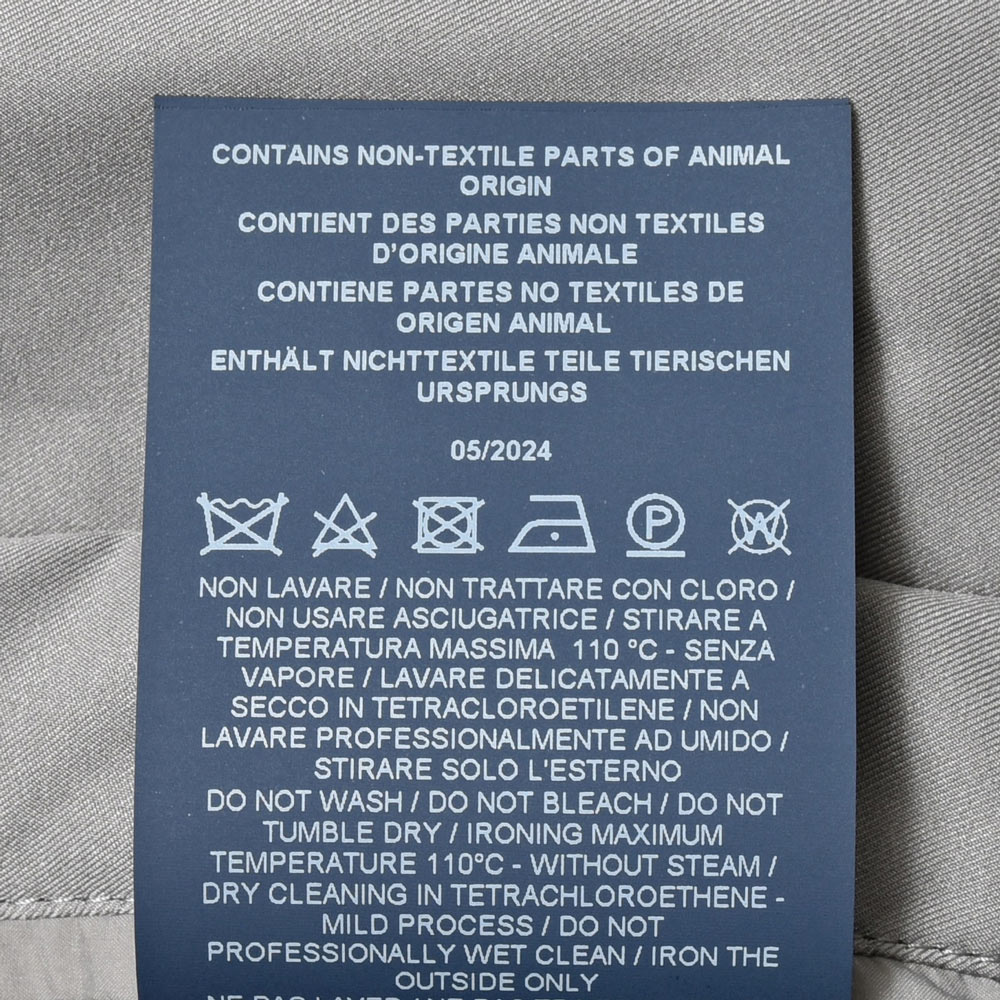 CONTAINS NON-TEXTILE PARTS OF ANIMAL
ORIGIN
CONTIENT DES PARTIES NON TEXTILES
D'ORIGINE ANIMALE
CONTIENE PARTES NO TEXTILES DE
ORIGEN ANIMAL
ENTHÄLT NICHTTEXTILE TEILE TIERISCHEN
URSPRUNGS
05/2024
P W
NON LAVARE / NON TRATTARE CON CLORO /
NON USARE ASCIUGATRICE / STIRARE A
TEMPERATURA MASSIMA 110 °C - SENZA
VAPORE / LAVARE DELICATAMENTE A
SECCO IN TETRACLOROETILENE / NON
LAVARE PROFESSIONALMENTE AD UMIDO /
STIRARE SOLO L'ESTERNO
DO NOT WASH / DO NOT BLEACH / DO NOT
TUMBLE DRY / IRONING MAXIMUM
TEMPERATURE 110°C - WITHOUT STEAM /
DRY CLEANING IN TETRACHLOROETHENE -
MILD PROCESS / DO NOT
PROFESSIONALLY WET CLEAN / IRON THE
OUTSIDE ONLY